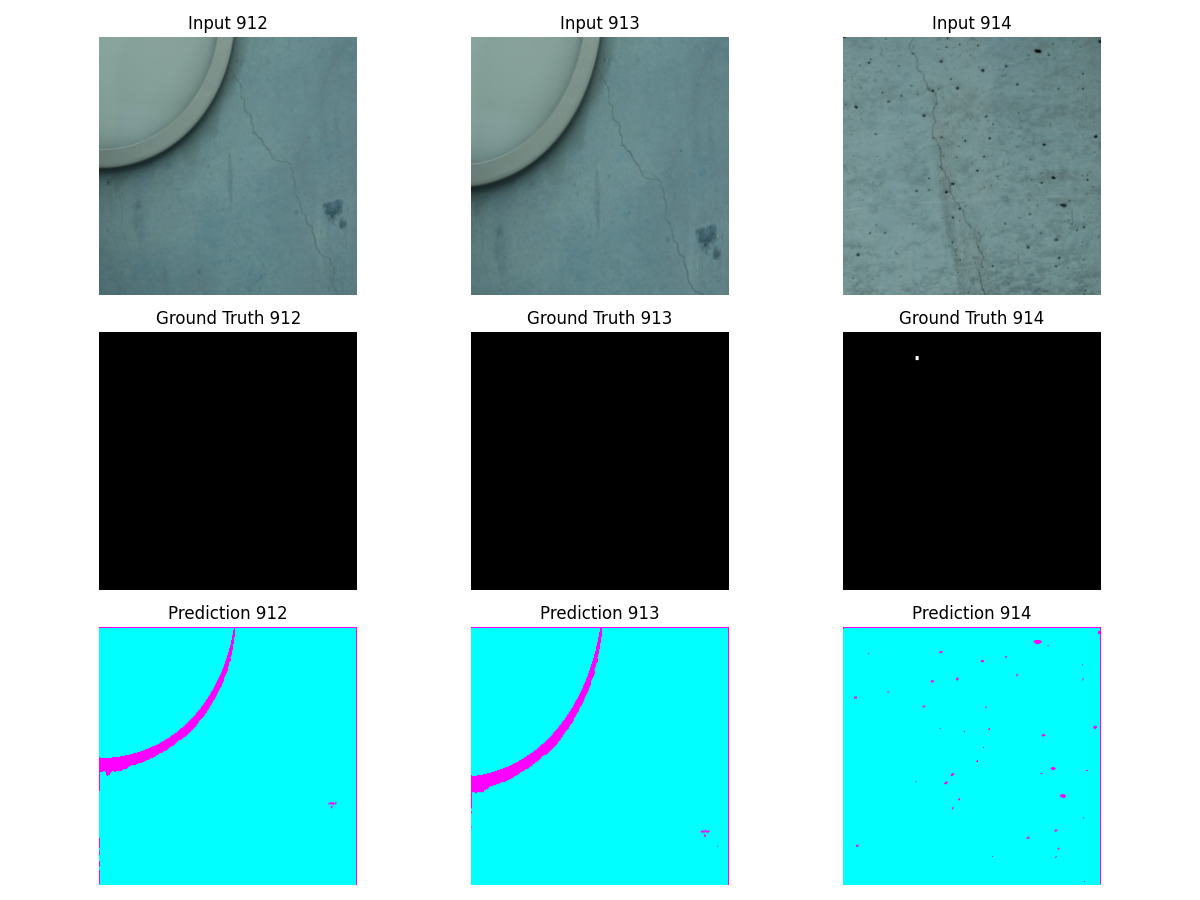 Input 912
Input 913
Input 914
Ground Truth 912
Ground Truth 913
Ground Truth 914
Prediction 912
Prediction 913
Prediction 914